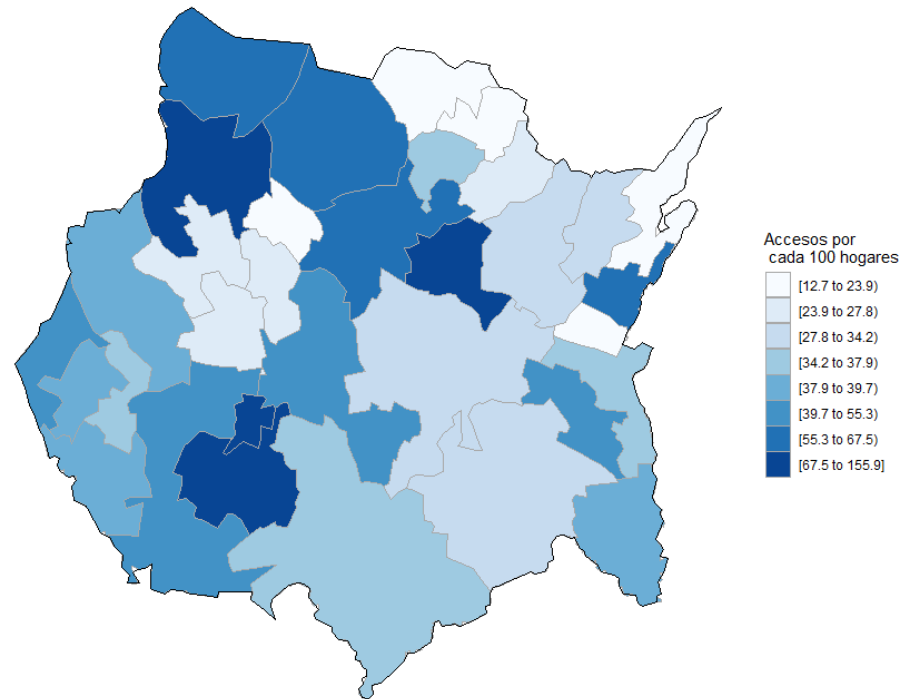 Accesos por
cada 100 hogares
[12.7 to 23.9)
[23.9 to 27.8)
[27.8 to 34.2)
[34.2 to 37.9)
[37.9 to 39.7)
[39.7 to 55.3)
[55.3 to 67.5)
[67.5 to 155.9]